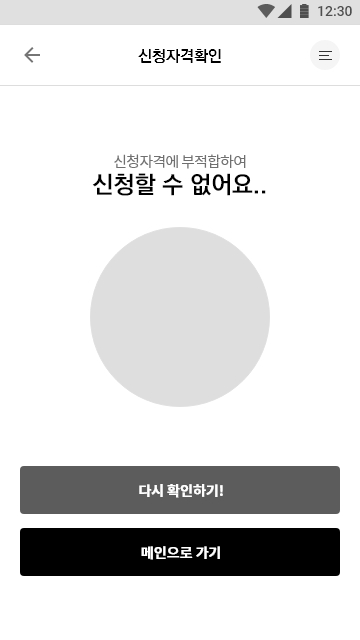 12:30
신청자격확인
신청자격에 부적합하여
신청할 수 없어요..
다시 확인하기!
메인으로 가기